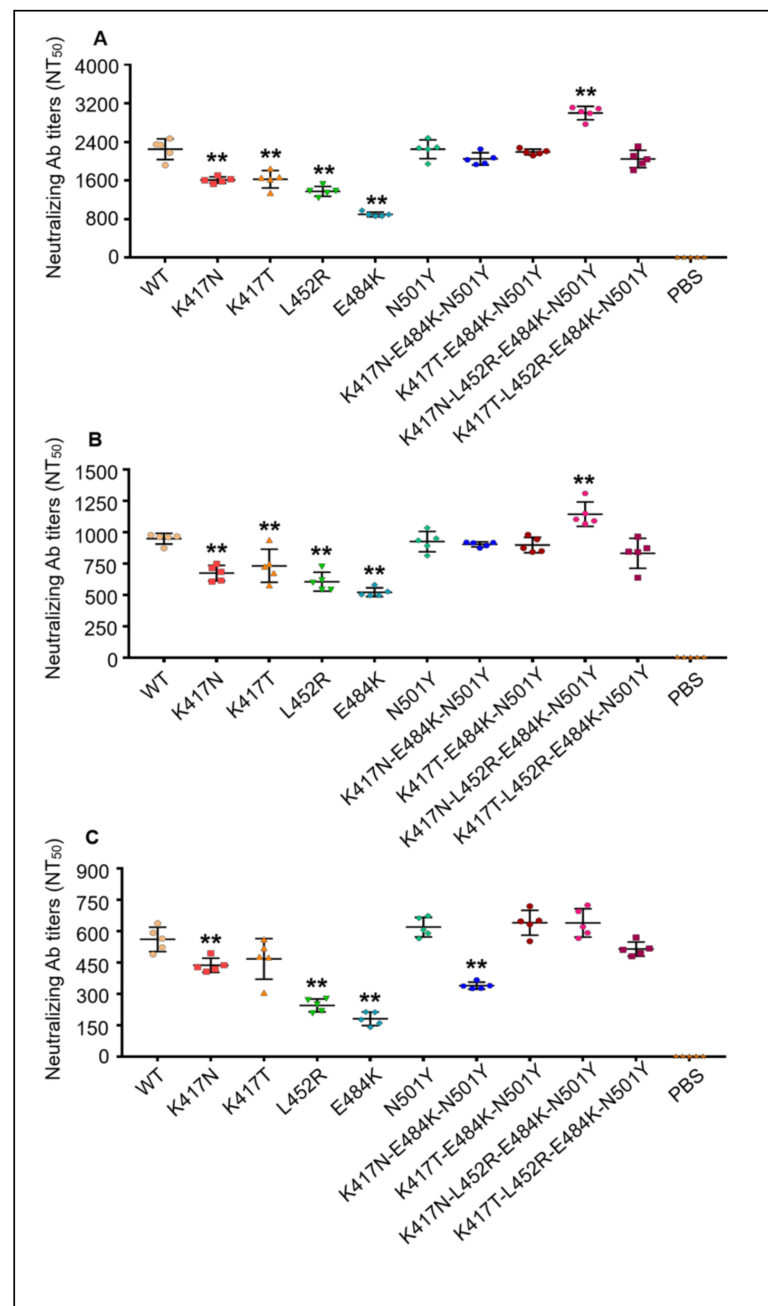 A
Neutralizing Ab titers (NT50)
4000
3200
2400
1600
800
0
** ** ** ** **
WT K417N K417T L452R E484K N501Y K417N-E484K-N501Y K417T-E484K-N501Y K417N-L452R-E484K-N501Y K417T-L452R-E484K-N501Y PBS
B
Neutralizing Ab titers (NT50)
1500
1250
1000
750
500
250
0
** ** ** ** **
WT K417N K417T L452R E484K N501Y K417N-E484K-N501Y K417T-E484K-N501Y K417N-L452R-E484K-N501Y K417T-L452R-E484K-N501Y PBS
C
Neutralizing Ab titers (NT50)
900
750
600
450
300
150
0
** ** ** **
WT K417N K417T L452R E484K N501Y K417N-E484K-N501Y K417T-E484K-N501Y K417N-L452R-E484K-N501Y K417T-L452R-E484K-N501Y PBS